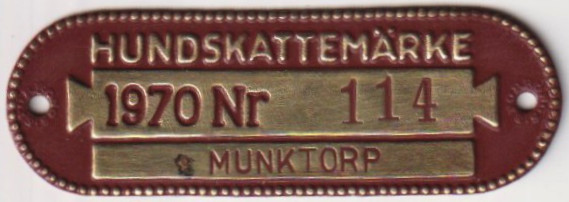 HUNDSKATTEMÄRKE
1970 Nr 114
MUNKTORP